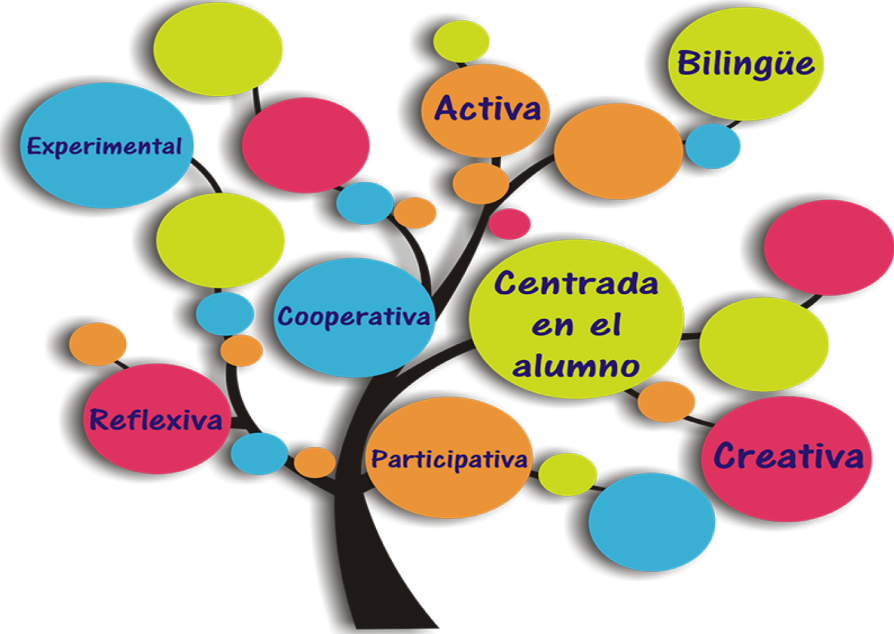 Bilingüe
Activa
Experimental
Centrada
en el
alumno
Cooperativa
Reflexiva
Participativa
Creativa